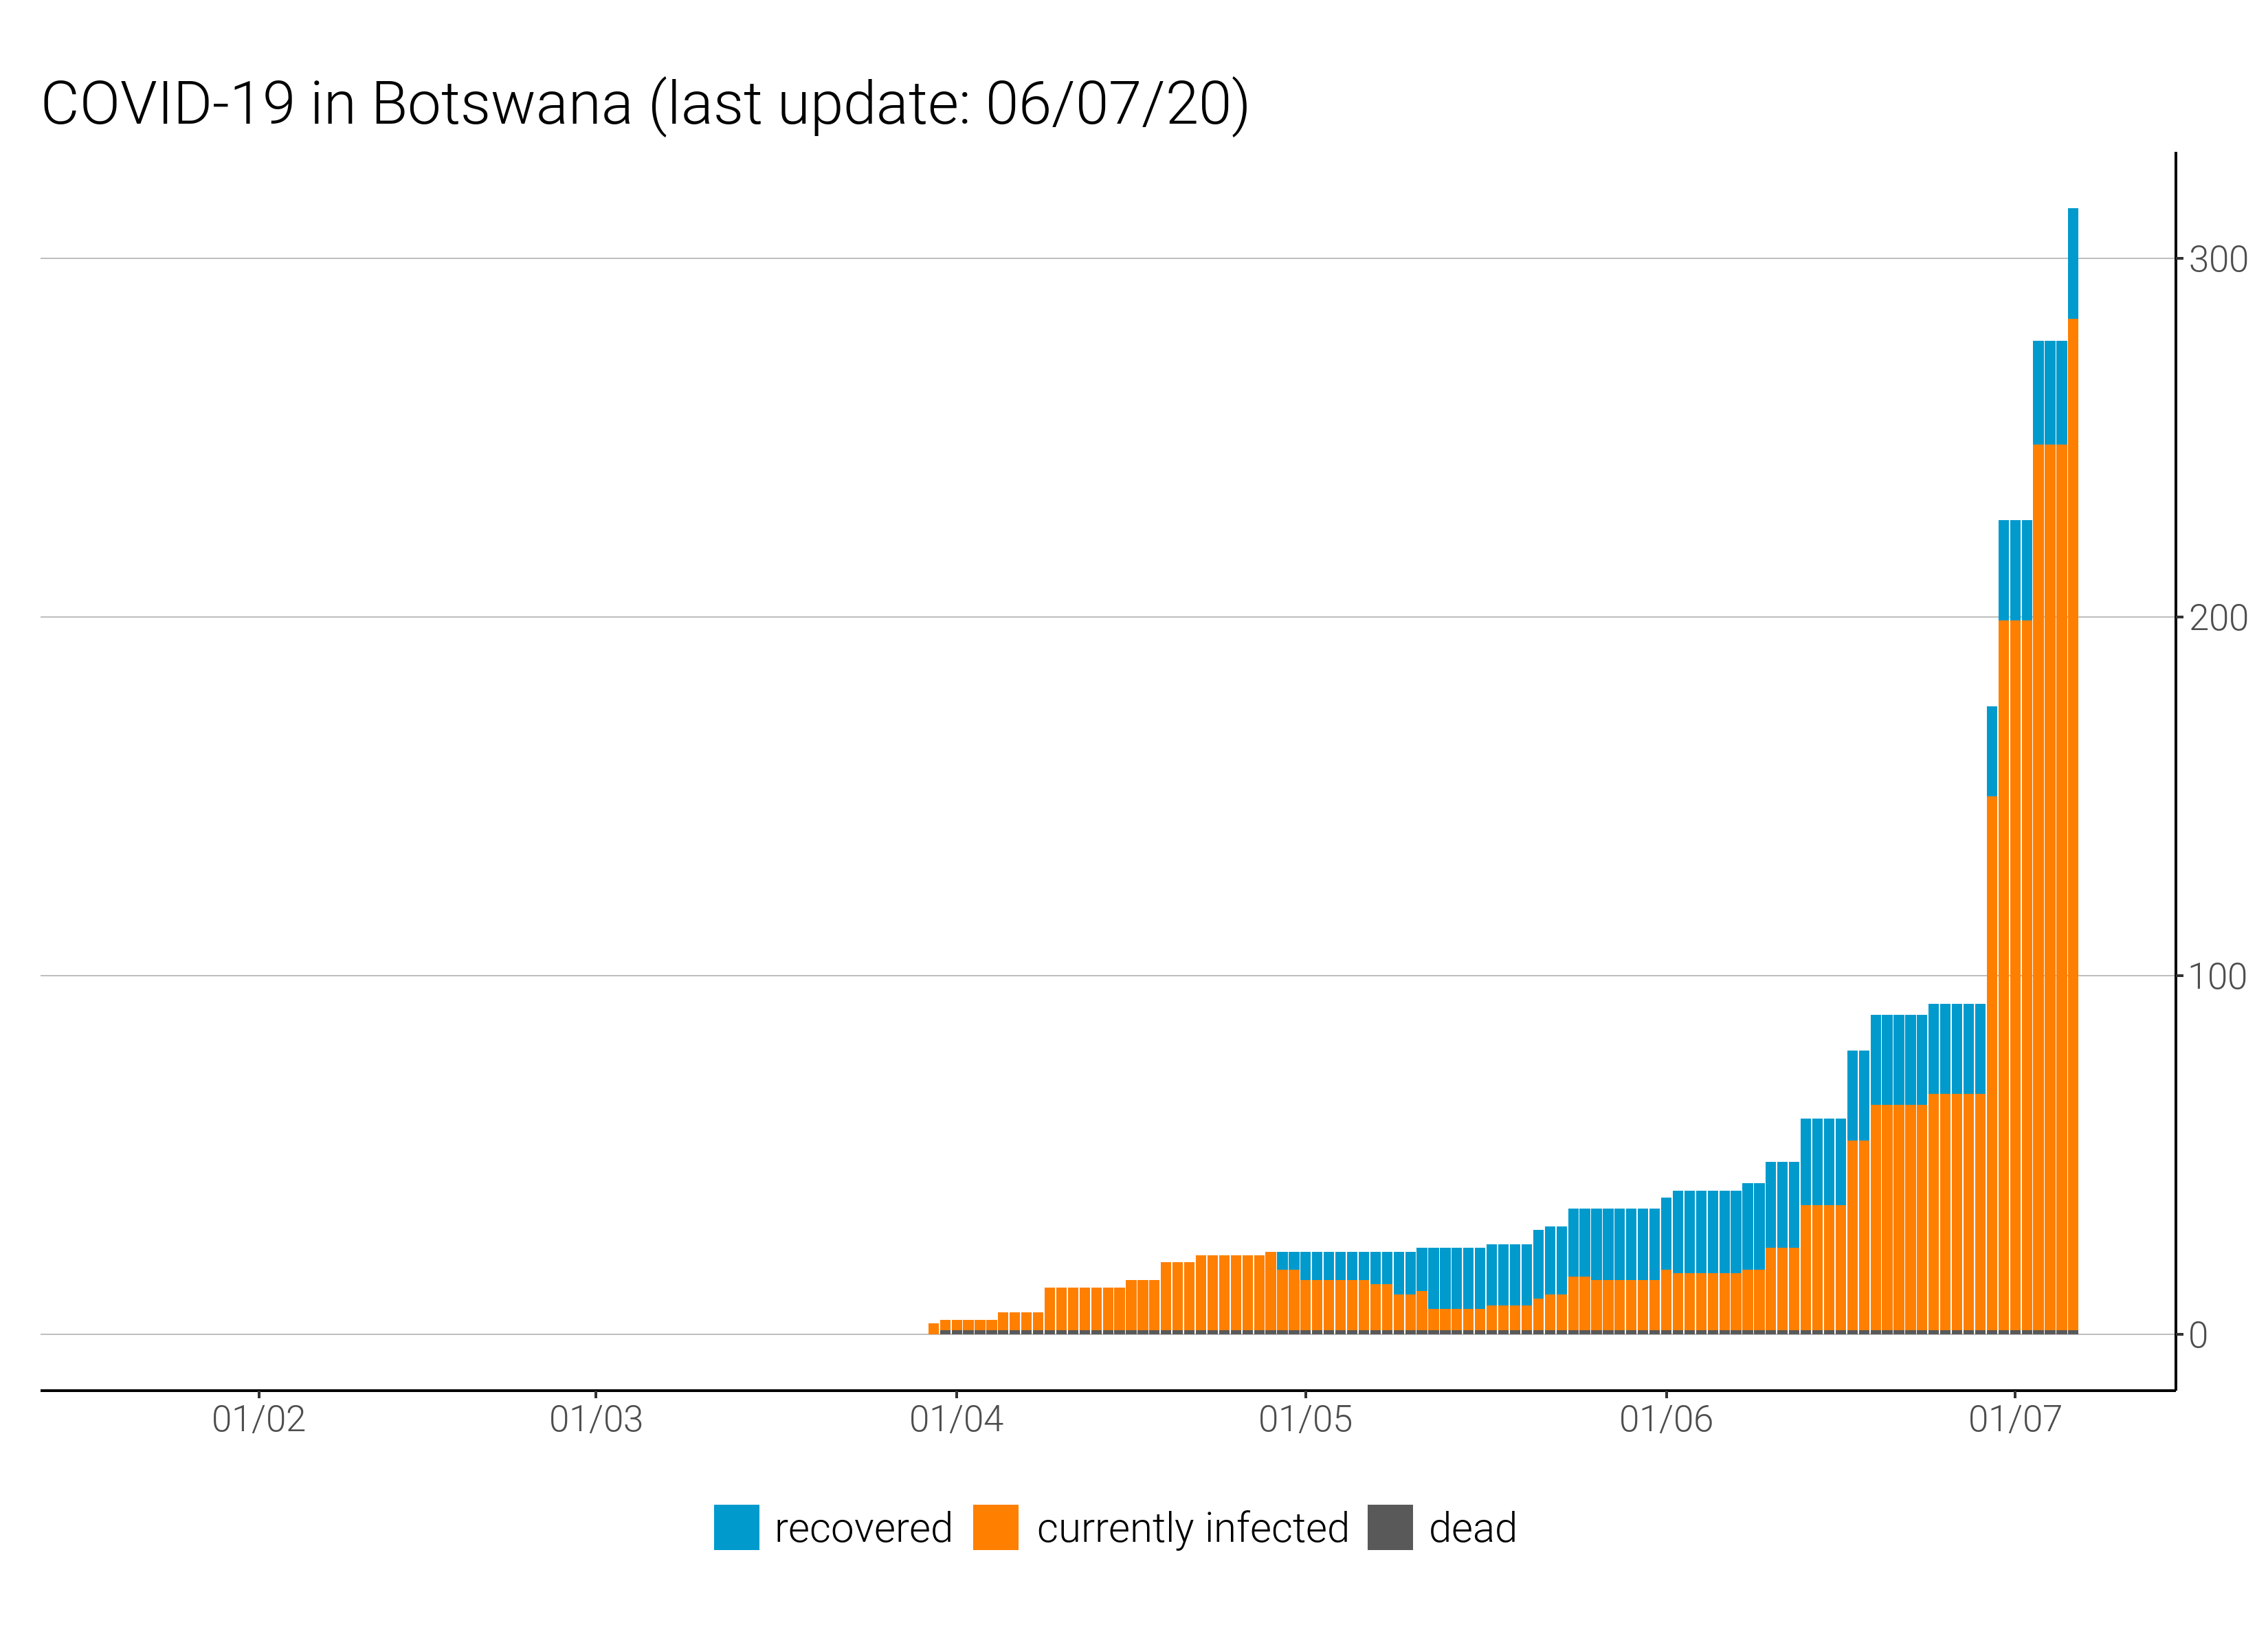 COVID-19 in Botswana (last update: 06/07/20)
300
200
100
0
01/02 01/03 01/04 01/05 01/06 01/07
recovered currently infected dead